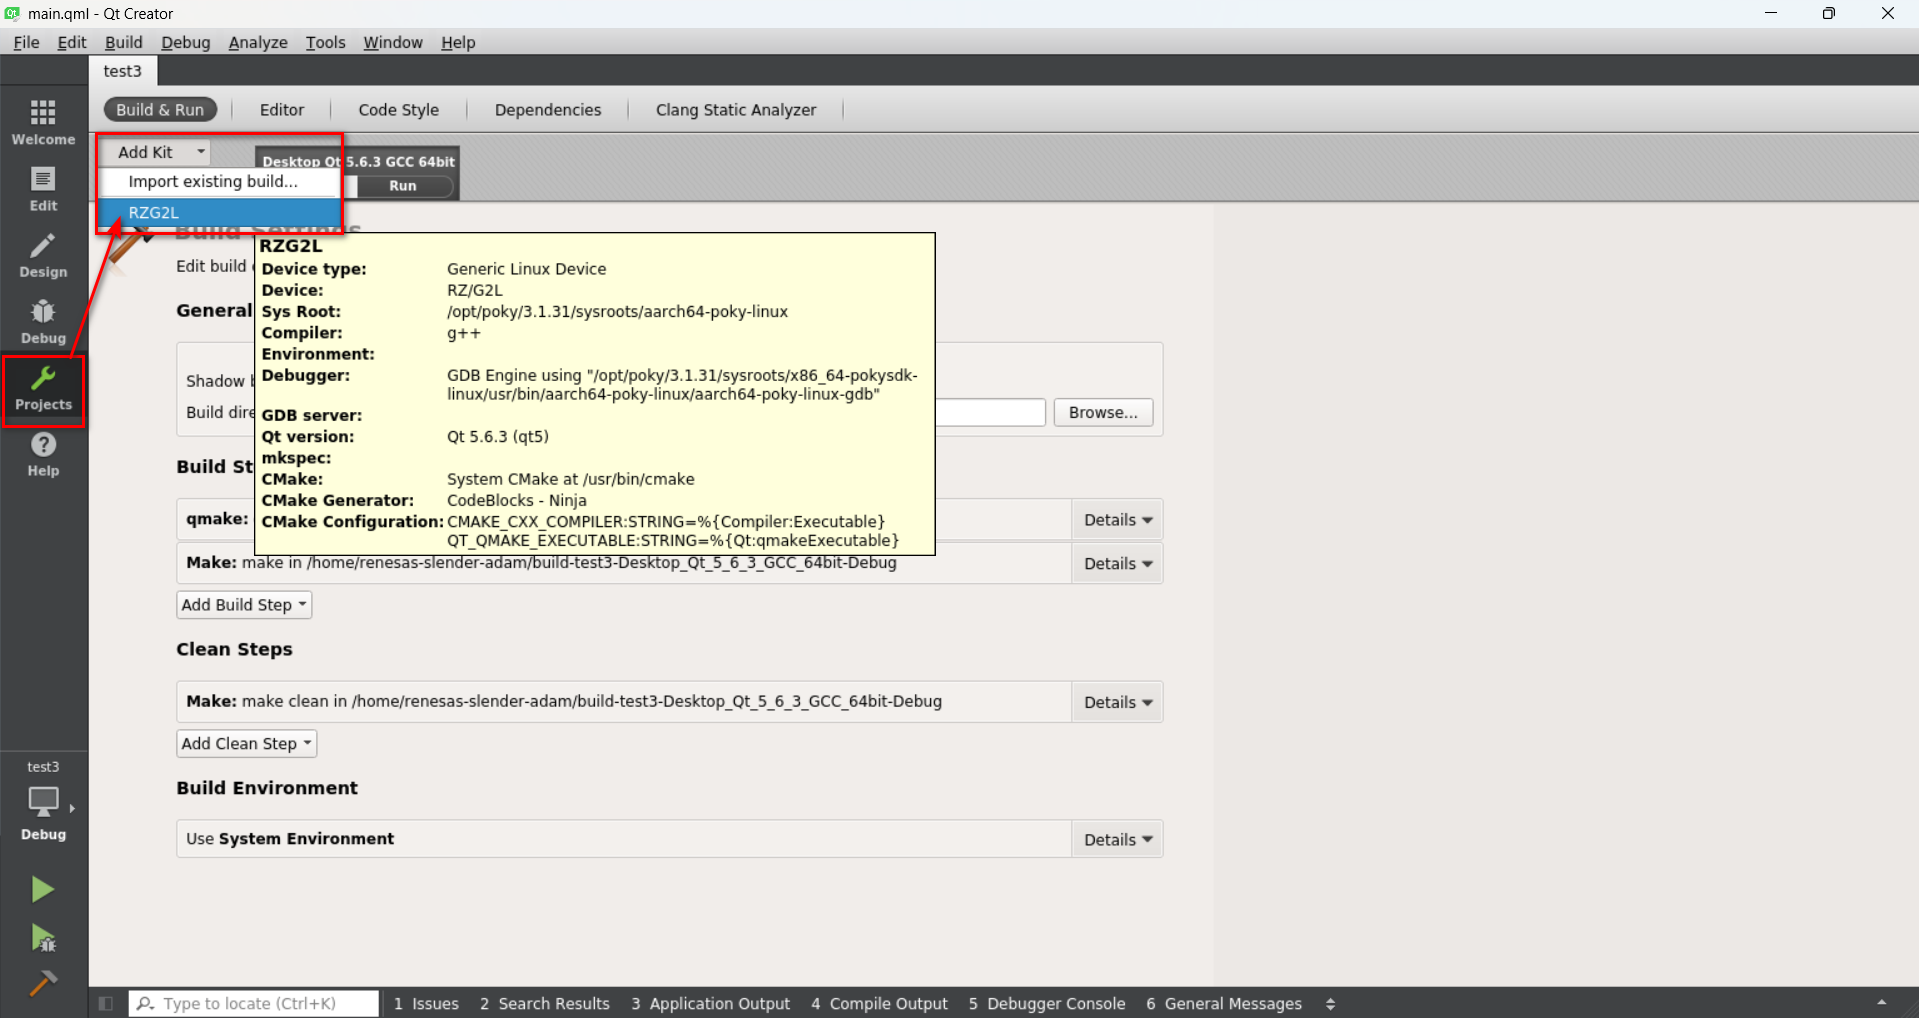 main.qml - Qt Creator
File Edit Build Debug Analyze Tools Window Help
test3
Build & Run Editor Code Style Dependencies Clang Static Analyzer
Welcome
Edit
Design
Debug
Projects
Help
Add Kit
Import existing build...
RZG2L
Desktop Qt 5.6.3 GCC 64bit
Run
Build Settings
Edit build
General
Shadow b
Build dire
Browse...
RZG2L
Device type: Generic Linux Device
Device: RZ/G2L
Sys Root: /opt/poky/3.1.31/sysroots/aarch64-poky-linux
Compiler: g++
Environment:
Debugger: GDB Engine using "/opt/poky/3.1.31/sysroots/x86_64-pokysdk-
linux/usr/bin/aarch64-poky-linux/aarch64-poky-linux-gdb"
GDB server:
Qt version: Qt 5.6.3 (qt5)
mkspec:
CMake: System CMake at /usr/bin/cmake
CMake Generator: CodeBlocks - Ninja
CMake Configuration: CMAKE_CXX_COMPILER:STRING=%{Compiler:Executable}
QT_QMAKE_EXECUTABLE:STRING=%{Qt:qmakeExecutable}
Build St
qmake: Details
Make: make in /home/renesas-slender-adam/build-test3-Desktop_Qt_5_6_3_GCC_64bit-Debug Details
Add Build Step
Clean Steps
Make: make clean in /home/renesas-slender-adam/build-test3-Desktop_Qt_5_6_3_GCC_64bit-Debug Details
Add Clean Step
Build Environment
Use System Environment Details
test3
Debug
Type to locate (Ctrl+K) 1 Issues 2 Search Results 3 Application Output 4 Compile Output 5 Debugger Console 6 General Messages